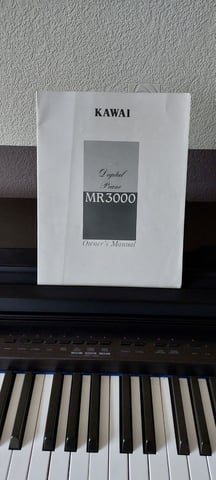 KAWAI
Digital
Piano
MR3000
Owner's Manual